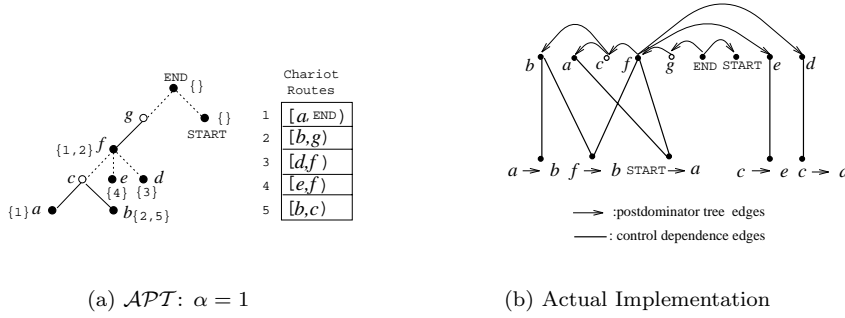 END {}
Chariot
Routes
g
{}
START
1 [a, END)
2 [b,g)
3 [d,f)
4 [e,f)
5 [b,c)
{1,2} f
c
e
d
{4}
{3}
{1} a
b {2,5}
(a) APT: α = 1
b a c f g END START e d
a → b f → b START → a c → e c → d
:postdominator tree edges
: control dependence edges
(b) Actual Implementation